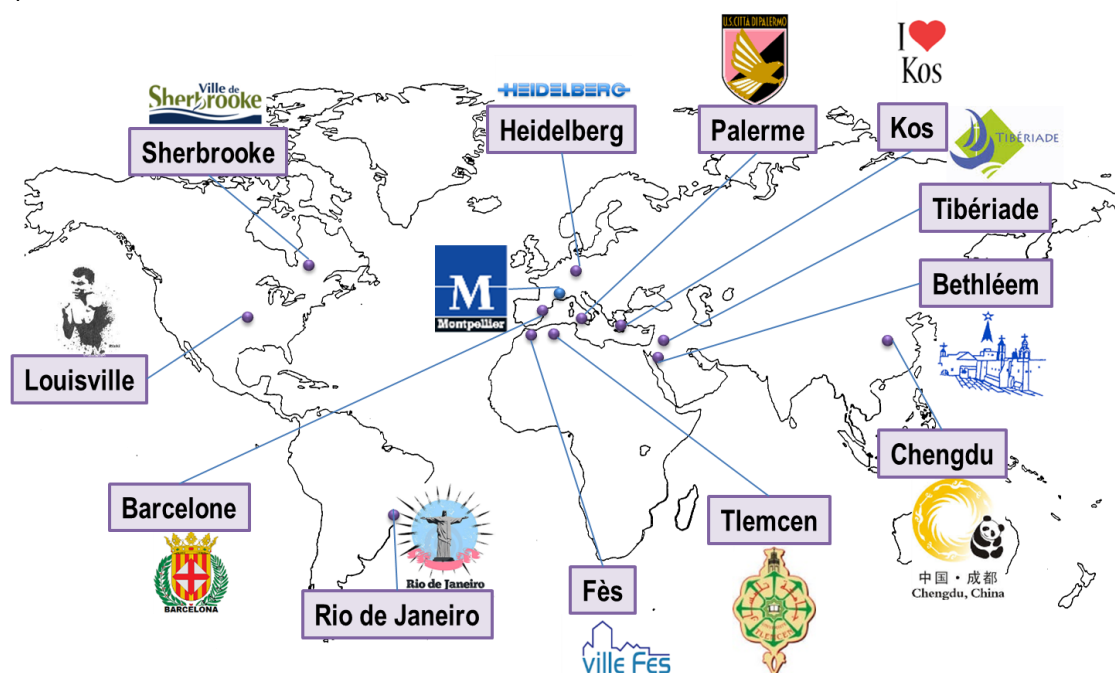 U.S.CITTÀ DI PALERMO
I ❤
Kos
Ville de
Sherbrooke
HEIDELBERG
Sherbrooke
Heidelberg
Palerme
Kos
TIBÉRIADE
Tibériade
M
Montpellier
Bethléem
Louisville
Chengdu
Barcelone
Tlemcen
BARCELONA
Rio de Janeiro
Rio de Janeiro
Fès
中国·成都
Chengdu, China
TLEMCEN
ville Fes